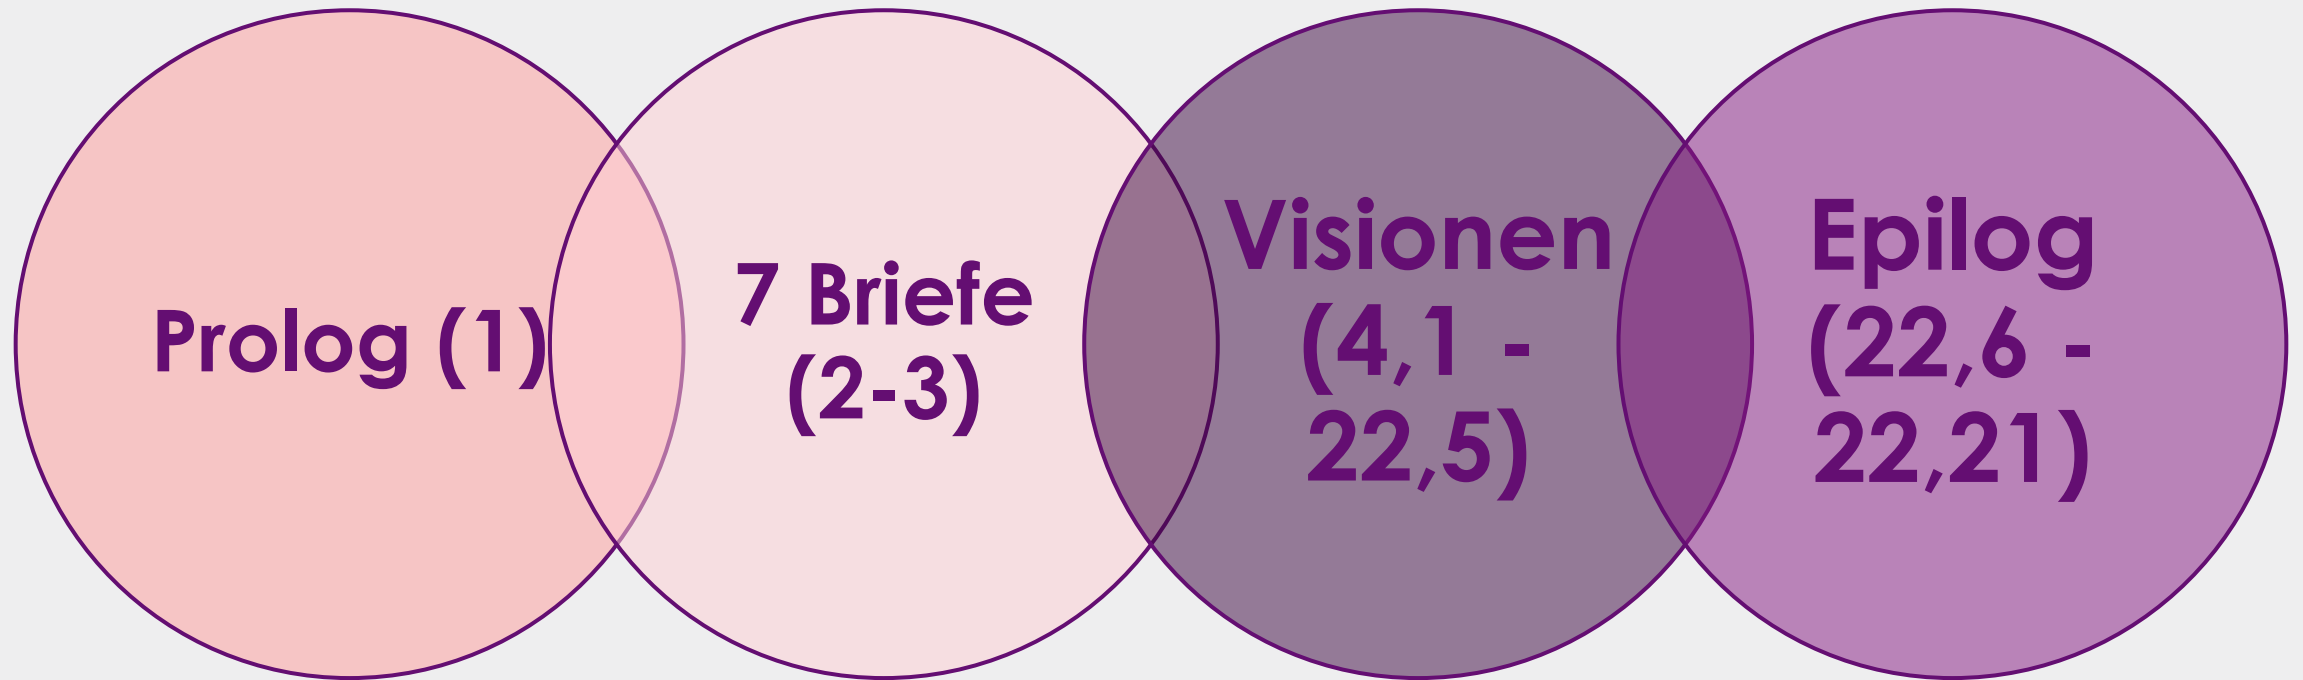 Prolog (1)
7 Briefe
(2-3)
Visionen
(4,1 -
22,5)
Epilog
(22,6 -
22,21)